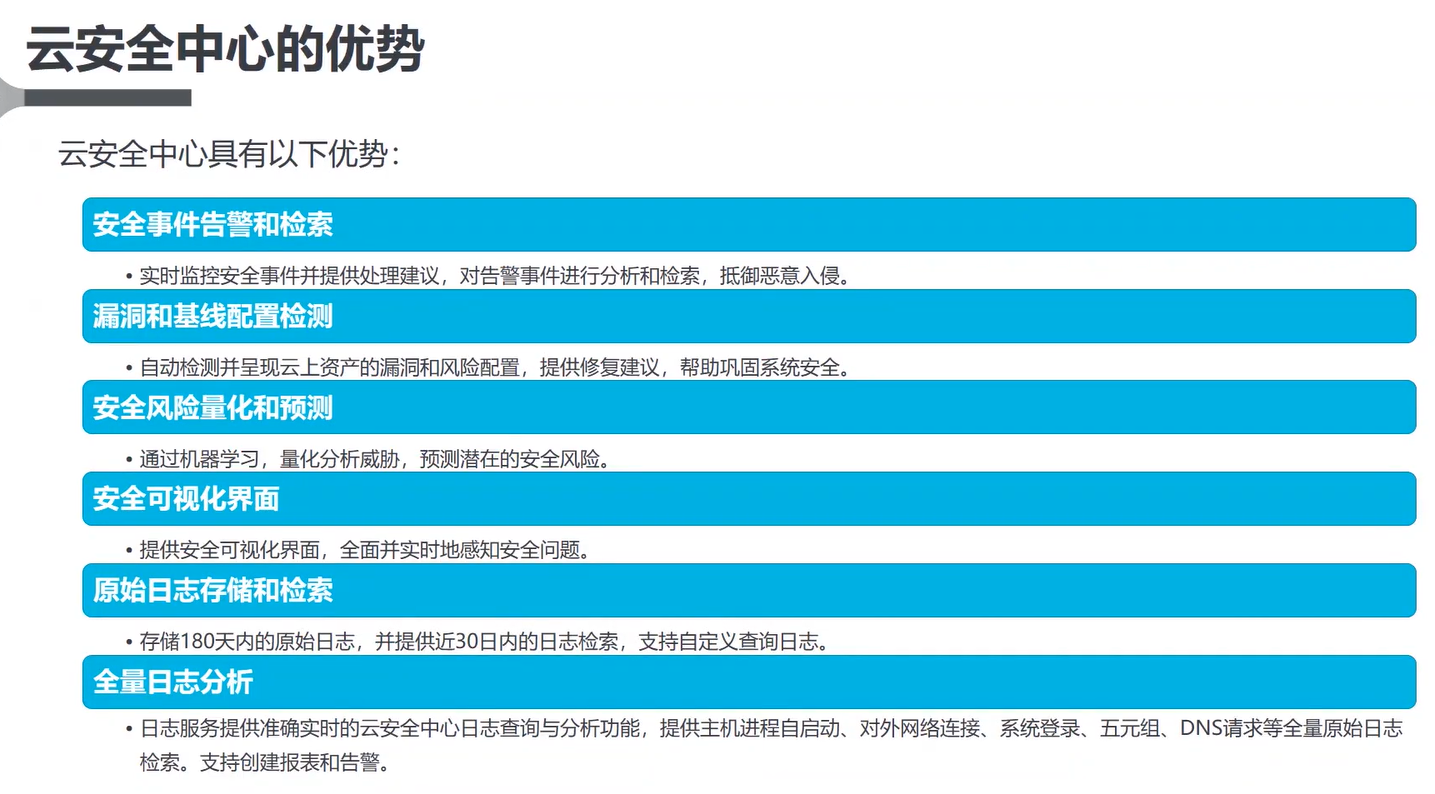 云安全中心的优势
云安全中心具有以下优势：
安全事件告警和检索
• 实时监控安全事件并提供处理建议，对告警事件进行分析和检索，抵御恶意入侵。
漏洞和基线配置检测
• 自动检测并呈现云上资产的漏洞和风险配置，提供修复建议，帮助巩固系统安全。
安全风险量化和预测
• 通过机器学习，量化分析威胁，预测潜在的安全风险。
安全可视化界面
• 提供安全可视化界面，全面并实时地感知安全问题。
原始日志存储和检索
• 存储180天内的原始日志，并提供近30日内的日志检索，支持自定义查询日志。
全量日志分析
• 日志服务提供准确实时的云安全中心日志查询与分析功能，提供主机进程自启动、对外网络连接、系统登录、五元组、DNS请求等全量原始日志
检索。支持创建报表和告警。